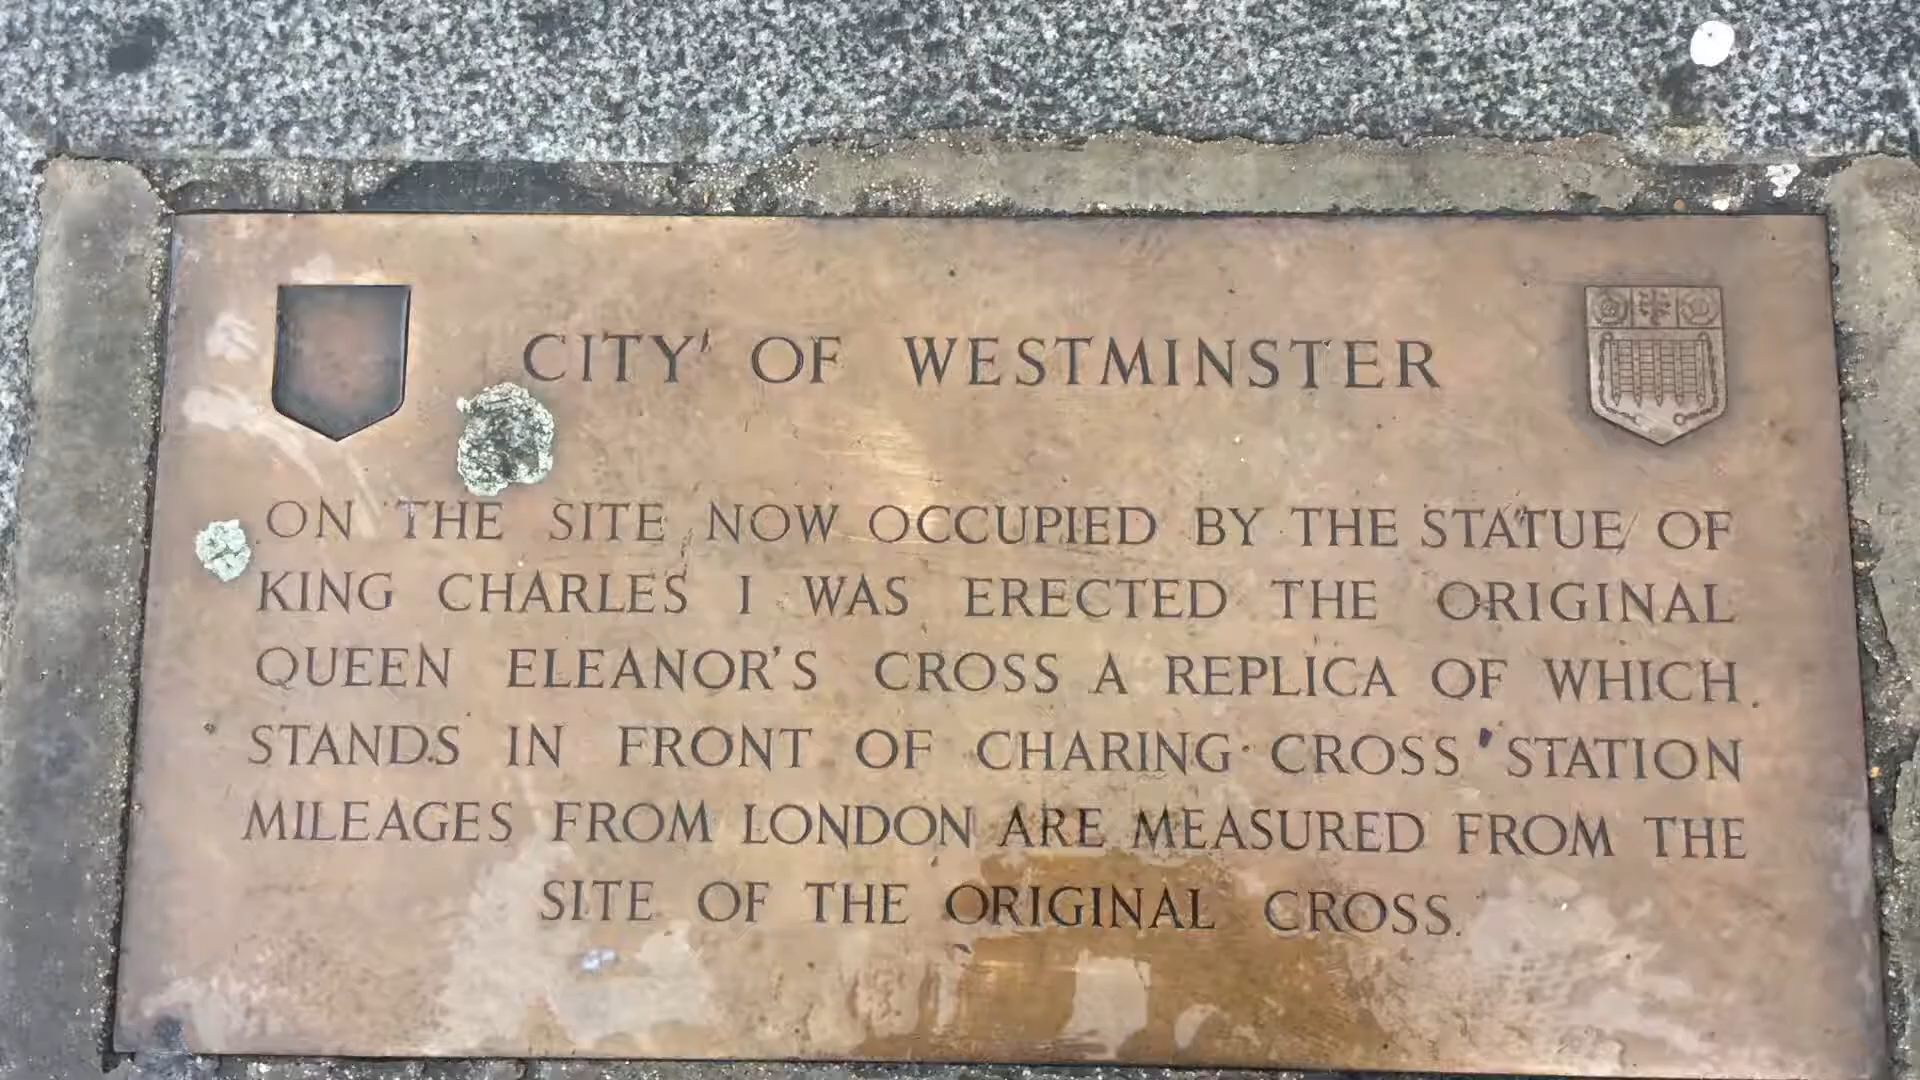 CITY OF WESTMINSTER
ON THE SITE NOW OCCUPIED BY THE STATUE OF
KING CHARLES I WAS ERECTED THE ORIGINAL
QUEEN ELEANOR'S CROSS A REPLICA OF WHICH
STANDS IN FRONT OF CHARING CROSS STATION
MILEAGES FROM LONDON ARE MEASURED FROM THE
SITE OF THE ORIGINAL CROSS.